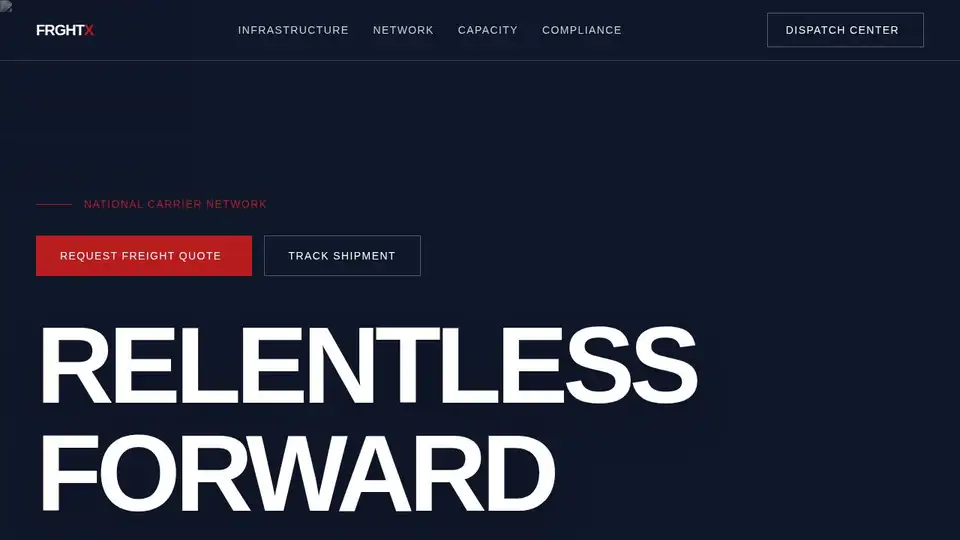 FRGHTX
INFRASTRUCTURE NETWORK CAPACITY COMPLIANCE
DISPATCH CENTER
NATIONAL CARRIER NETWORK
REQUEST FREIGHT QUOTE
TRACK SHIPMENT
RELENTLESS
FORWARD